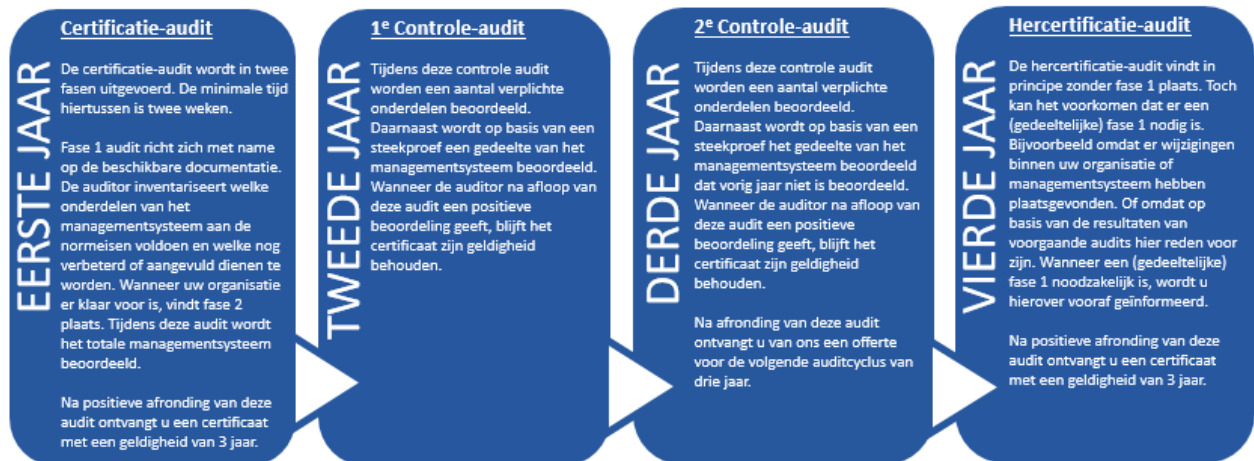 EERSTE JAAR
Certificatie-audit
De certificatie-audit wordt in twee
fasen uitgevoerd. De minimale tijd
hiertussen is twee weken.
Fase 1 audit richt zich met name
op de beschikbare documentatie.
De auditor inventariseert welke
onderdelen van het
managementsysteem aan de
normeisen voldoen en welke nog
verbeterd of aangevuld dienen te
worden. Wanneer uw organisatie
er klaar voor is, vindt fase 2
plaats. Tijdens deze audit wordt
het totale managementsysteem
beoordeeld.
Na positieve afronding van deze
audit ontvangt u een certificaat
met een geldigheid van 3 jaar.
TWEEDE JAAR
1e Controle-audit
Tijdens deze controle audit
worden een aantal verplichte
onderdelen beoordeeld.
Daarnaast wordt op basis van een
steekproef een gedeelte van het
managementsysteem beoordeeld.
Wanneer de auditor na afloop van
deze audit een positieve
beoordeling geeft, blijft het
certificaat zijn geldigheid
behouden.
DERDE JAAR
2e Controle-audit
Tijdens deze controle audit
worden een aantal verplichte
onderdelen beoordeeld.
Daarnaast wordt op basis van een
steekproef het gedeelte van het
managementsysteem beoordeeld
dat vorig jaar niet is beoordeeld.
Wanneer de auditor na afloop van
deze audit een positieve
beoordeling geeft, blijft het
certificaat zijn geldigheid
behouden.
Na afronding van deze audit
ontvangt u van ons een offerte
voor de volgende auditcyclus van
drie jaar.
VIERDE JAAR
Hercertificatie-audit
De hercertificatie-audit vindt in
principe zonder fase 1 plaats. Toch
kan het voorkomen dat er een
(gedeeltelijke) fase 1 nodig is.
Bijvoorbeeld omdat er wijzigingen
binnen uw organisatie of
managementsysteem hebben
plaatsgevonden. Of omdat op
basis van de resultaten van
voorgaande audits hier reden voor
zijn. Wanneer een (gedeeltelijke)
fase 1 noodzakelijk is, wordt u
hierover vooraf geïnformeerd.
Na positieve afronding van deze
audit ontvangt u een certificaat
met een geldigheid van 3 jaar.